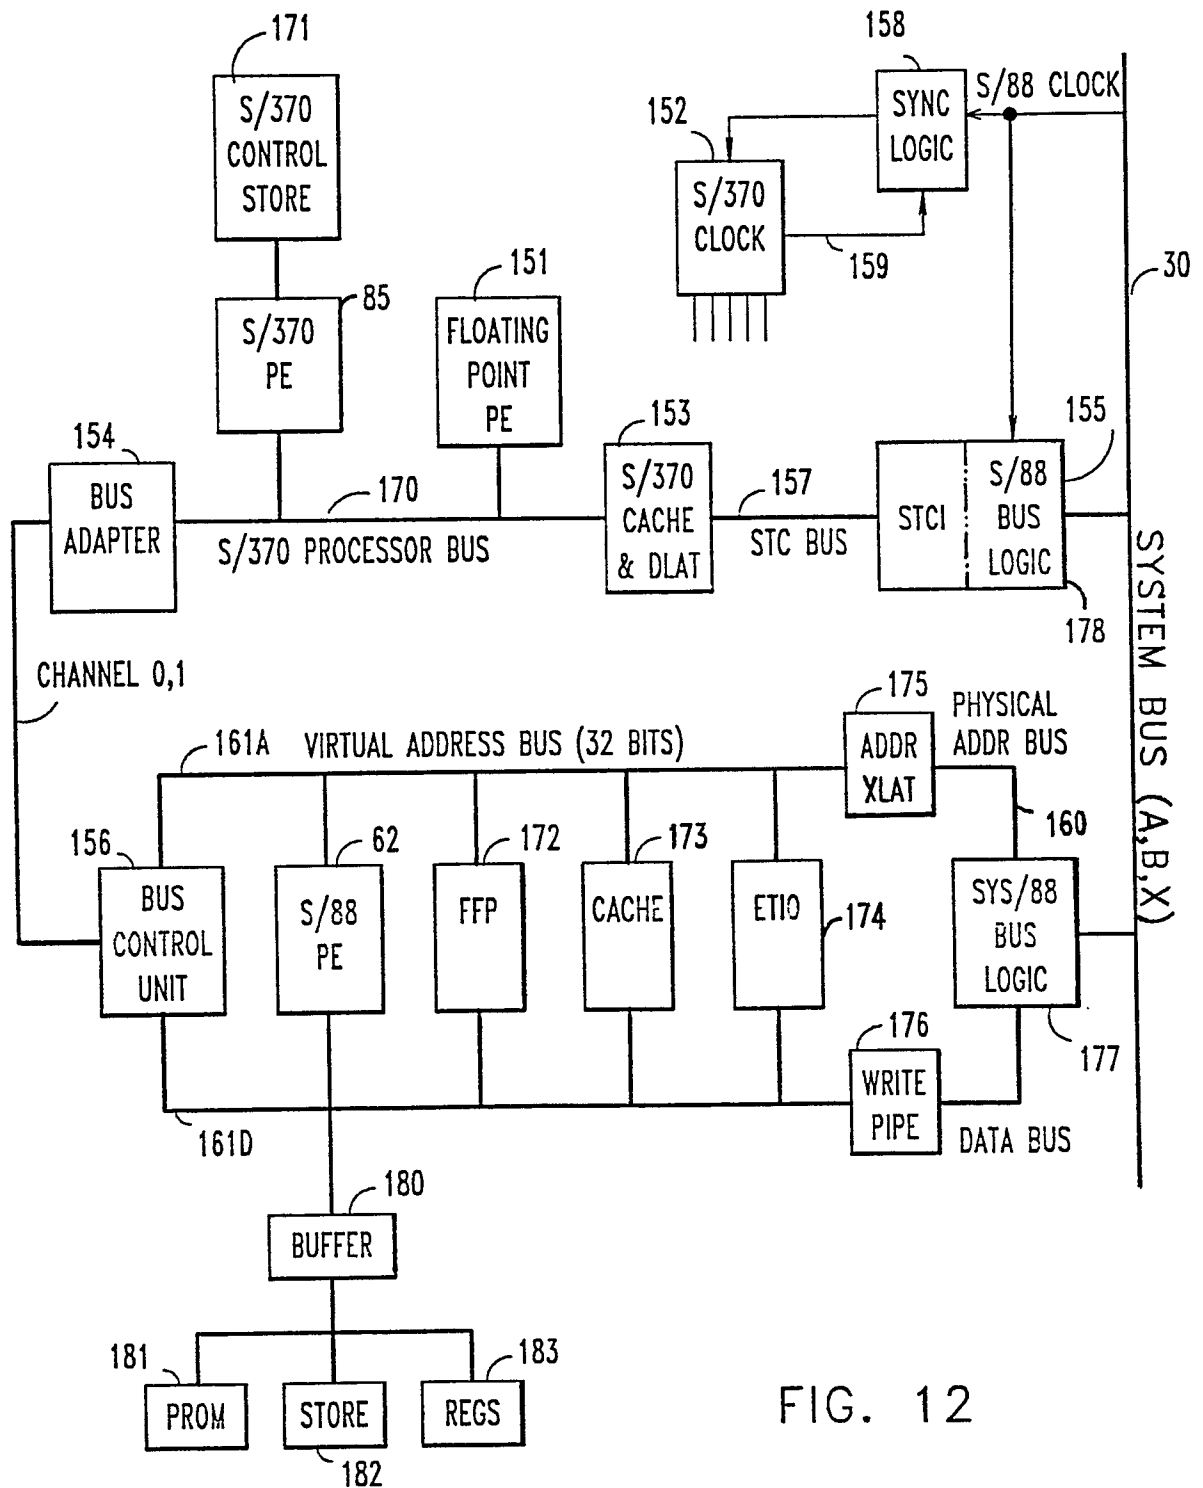 171
S/370
CONTROL
STORE
158
SYNC
LOGIC
S/88 CLOCK
152
S/370
CLOCK
159
30
85
S/370
PE
151
FLOATING
POINT
PE
154
BUS
ADAPTER
170
S/370 PROCESSOR BUS
153
S/370
CACHE
& DLAT
157
STC BUS
STCI
S/88
BUS
LOGIC
155
178
SYSTEM BUS (A,B,X)
CHANNEL 0,1
161A
VIRTUAL ADDRESS BUS (32 BITS)
175
ADDR
XLAT
PHYSICAL
ADDR BUS
160
156
BUS
CONTROL
UNIT
62
S/88
PE
172
FFP
173
CACHE
ETIO
174
SYS/88
BUS
LOGIC
177
176
WRITE
PIPE
DATA BUS
161D
180
BUFFER
181
PROM
STORE
182
183
REGS
FIG. 12